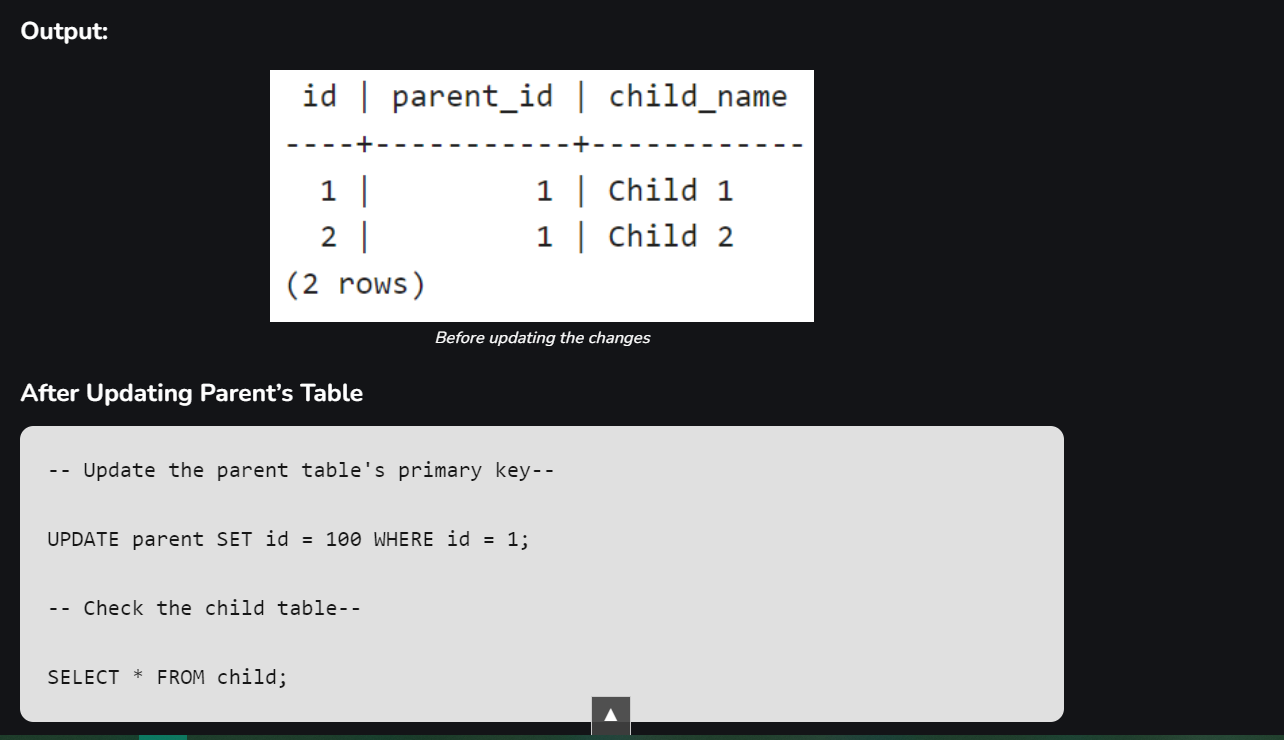 Output:
id | parent_id | child_name
----+-----------+------------
1 | 1 | Child 1
2 | 1 | Child 2
(2 rows)
Before updating the changes
After Updating Parent’s Table
-- Update the parent table's primary key--
UPDATE parent SET id = 100 WHERE id = 1;
-- Check the child table--
SELECT * FROM child;